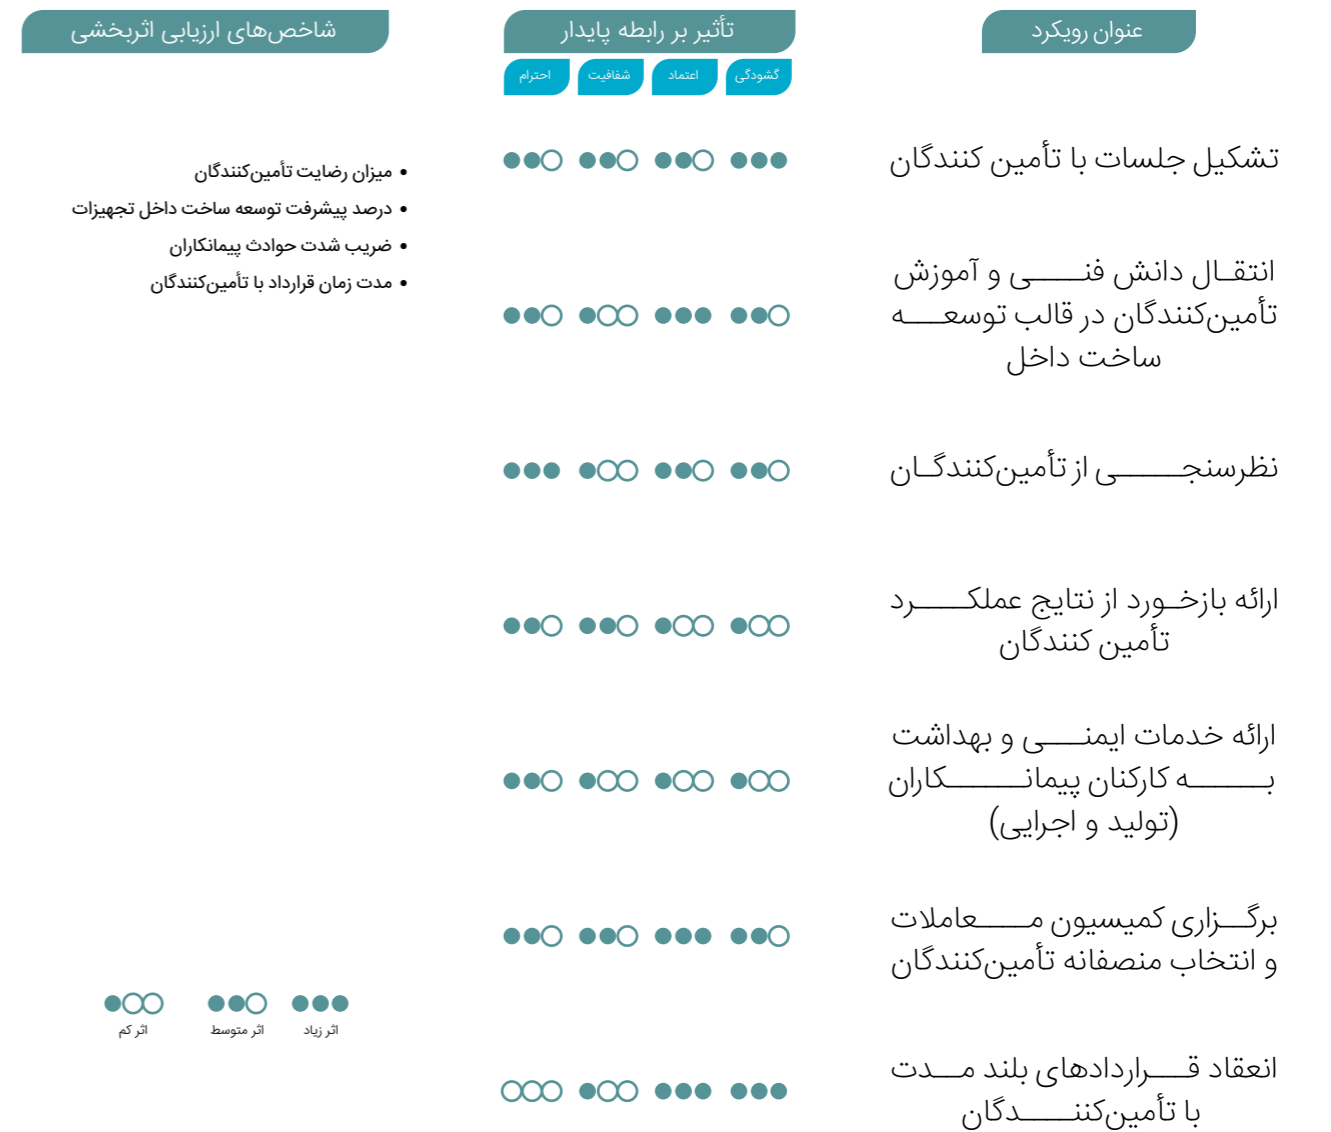 عنوان رویکرد
تأثیر بر رابطه پایدار
شاخص‌های ارزیابی اثربخشی
گشودگی
اعتماد
شفافیت
احترام
تشکیل جلسات با تأمین کنندگان
انتقال دانش فنی و آموزش
تأمین‌کنندگان در قالب توسعه
ساخت داخل
نظرسنجی از تأمین‌کنندگان
ارائه بازخورد از نتایج عملکرد
تأمین کنندگان
ارائه خدمات ایمنی و بهداشت
به کارکنان پیمانکاران
(تولید و اجرایی)
برگزاری کمیسیون معاملات
و انتخاب منصفانه تأمین‌کنندگان
انعقاد قراردادهای بلند مدت
با تأمین‌کنندگان
• میزان رضایت تأمین‌کنندگان
• درصد پیشرفت توسعه ساخت داخل تجهیزات
• ضریب شدت حوادث پیمانکاران
• مدت زمان قرارداد با تأمین‌کنندگان
اثر زیاد
اثر متوسط
اثر کم